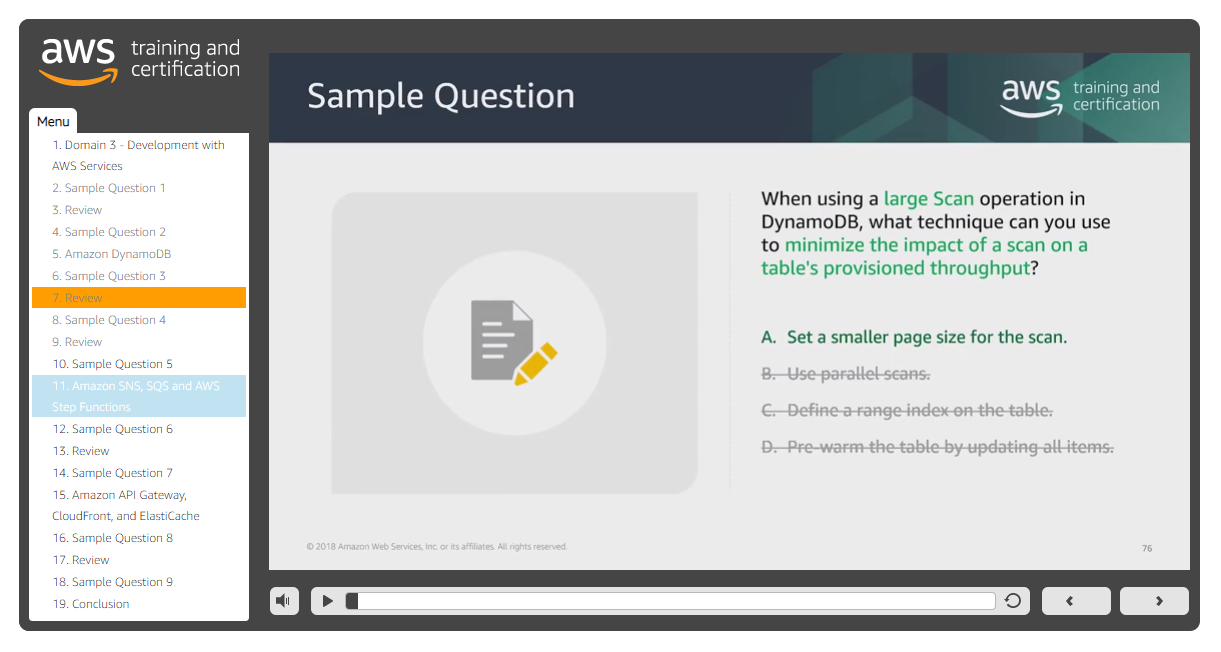 aws training and
certification
Menu
1. Domain 3 - Development with
AWS Services
2. Sample Question 1
3. Review
4. Sample Question 2
5. Amazon DynamoDB
6. Sample Question 3
7. Review
8. Sample Question 4
9. Review
10. Sample Question 5
11. Amazon SNS, SQS and AWS
Step Functions
12. Sample Question 6
13. Review
14. Sample Question 7
15. Amazon API Gateway,
CloudFront, and ElastiCache
16. Sample Question 8
17. Review
18. Sample Question 9
19. Conclusion
Sample Question
aws training and
certification
When using a large Scan operation in
DynamoDB, what technique can you use
to minimize the impact of a scan on a
table's provisioned throughput?
A. Set a smaller page size for the scan.
B. Use parallel scans.
C. Define a range index on the table.
D. Pre-warm the table by updating all items.
© 2018 Amazon Web Services, Inc. or its affiliates. All rights reserved.
76